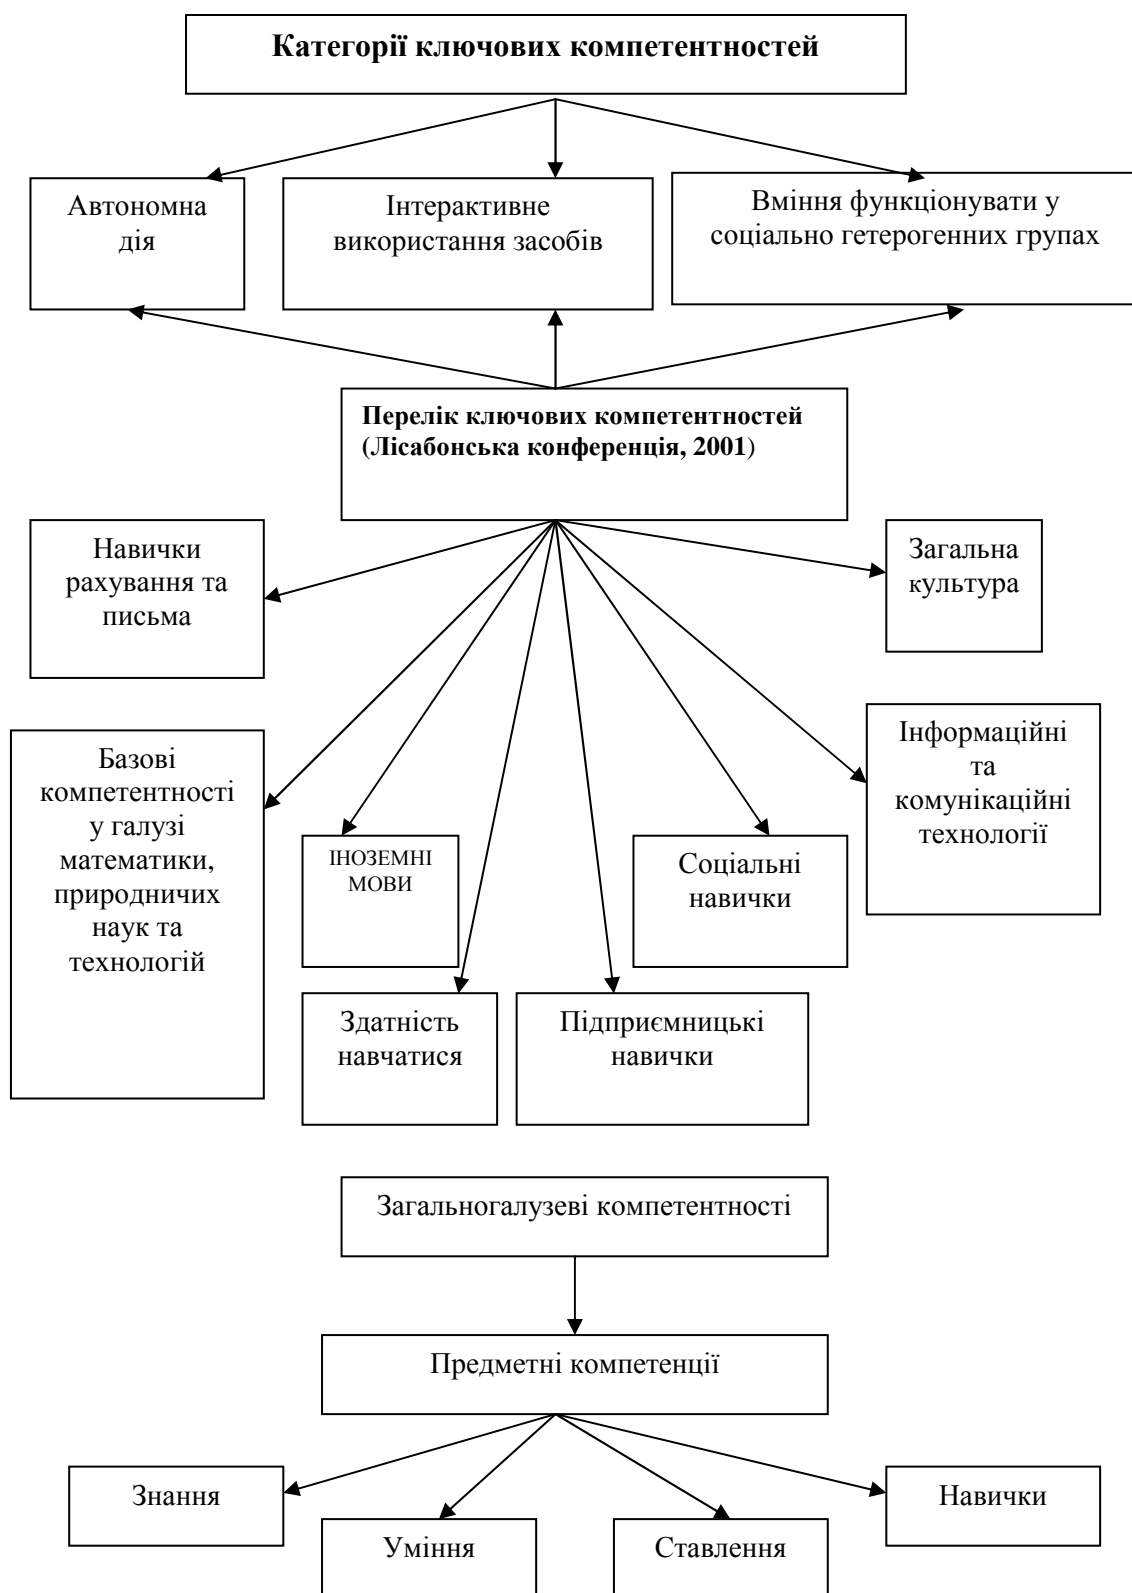 Категорії ключових компетентностей
Автономна
дія
Інтерактивне
використання засобів
Вміння функціонувати у
соціально гетерогенних групах
Перелік ключових компетентностей
(Лісабонська конференція, 2001)
Навички
рахування та
письма
Загальна
культура
Базові
компетентності
у галузі
математики,
природничих
наук та
технологій
ІНОЗЕМНІ
МОВИ
Соціальні
навички
Інформаційні
та
комунікаційні
технології
Здатність
навчатися
Підприємницькі
навички
Загальногалузеві компетентності
Предметні компетенції
Знання
Уміння
Ставлення
Навички